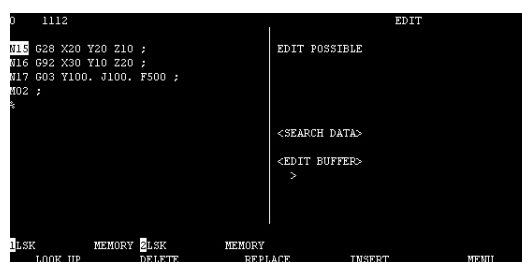 O 1112 EDIT
N15 G28 X20 Y20 Z10 ;
N16 G92 X30 Y10 Z20 ;
N17 G03 Y100. J100. F500 ;
M02 ;
%
EDIT POSSIBLE
<SEARCH DATA>
<EDIT BUFFER>
>
1LSK MEMORY 2LSK MEMORY
LOOK UP DELETE REPLACE INSERT MENU